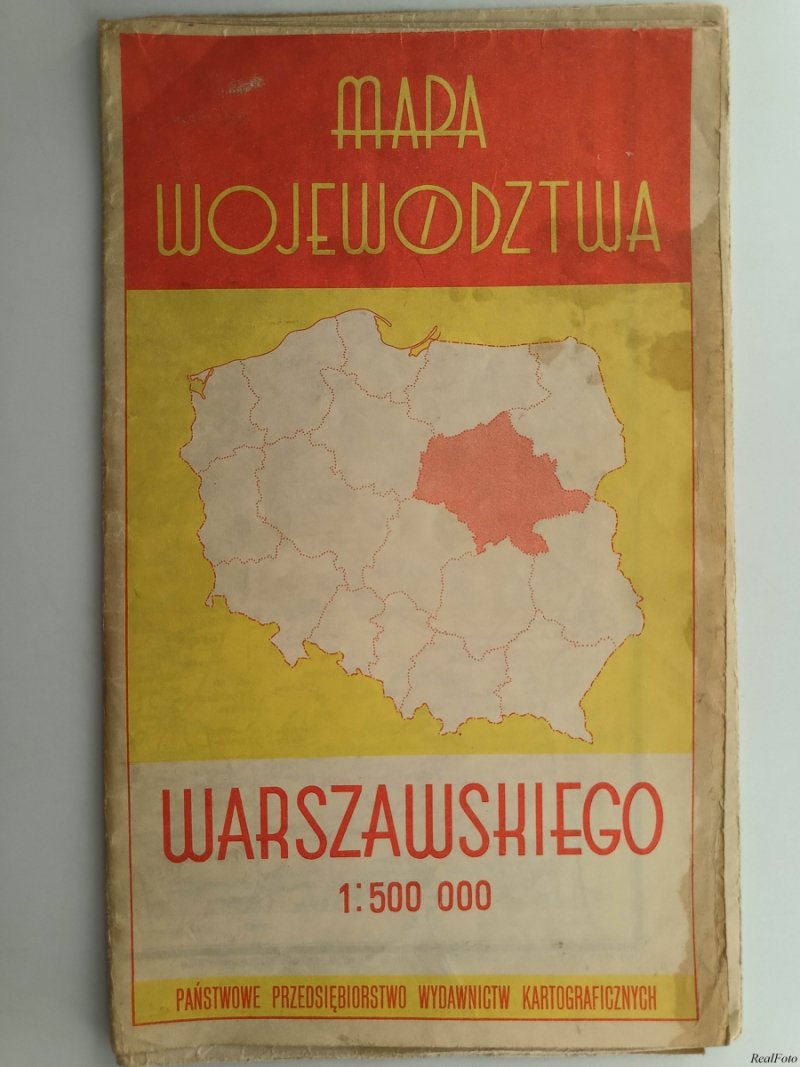 MAPA
WOJEWÓDZTWA
WARSZAWSKIEGO
1:500 000
PAŃSTWOWE PRZEDSIĘBIORSTWO WYDAWNICTW KARTOGRAFICZNYCH
RealFoto